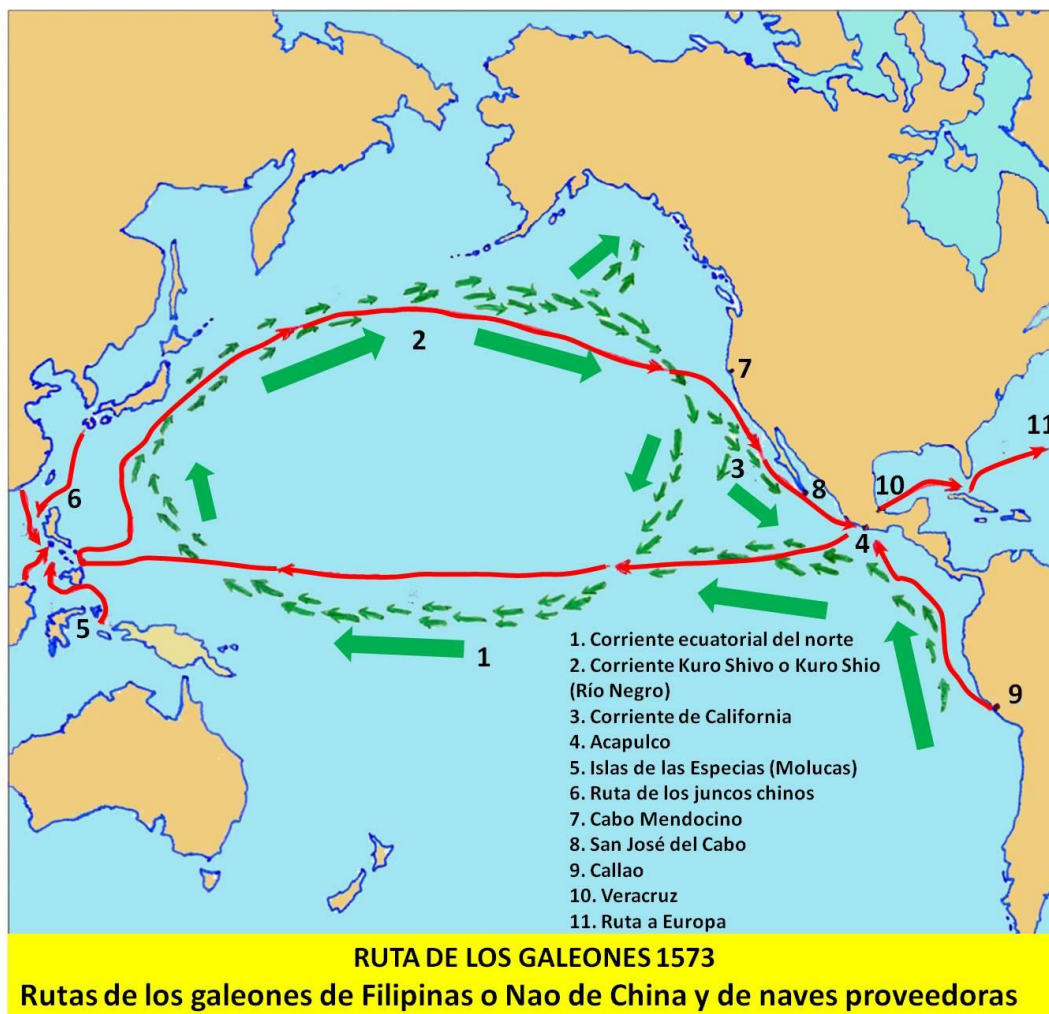 2
7
11
3
6
8
10
4
5
1
9
1. Corriente ecuatorial del norte
2. Corriente Kuro Shivo o Kuro Shio
(Río Negro)
3. Corriente de California
4. Acapulco
5. Islas de las Especias (Molucas)
6. Ruta de los juncos chinos
7. Cabo Mendocino
8. San José del Cabo
9. Callao
10. Veracruz
11. Ruta a Europa
RUTA DE LOS GALEONES 1573
Rutas de los galeones de Filipinas o Nao de China y de naves proveedoras